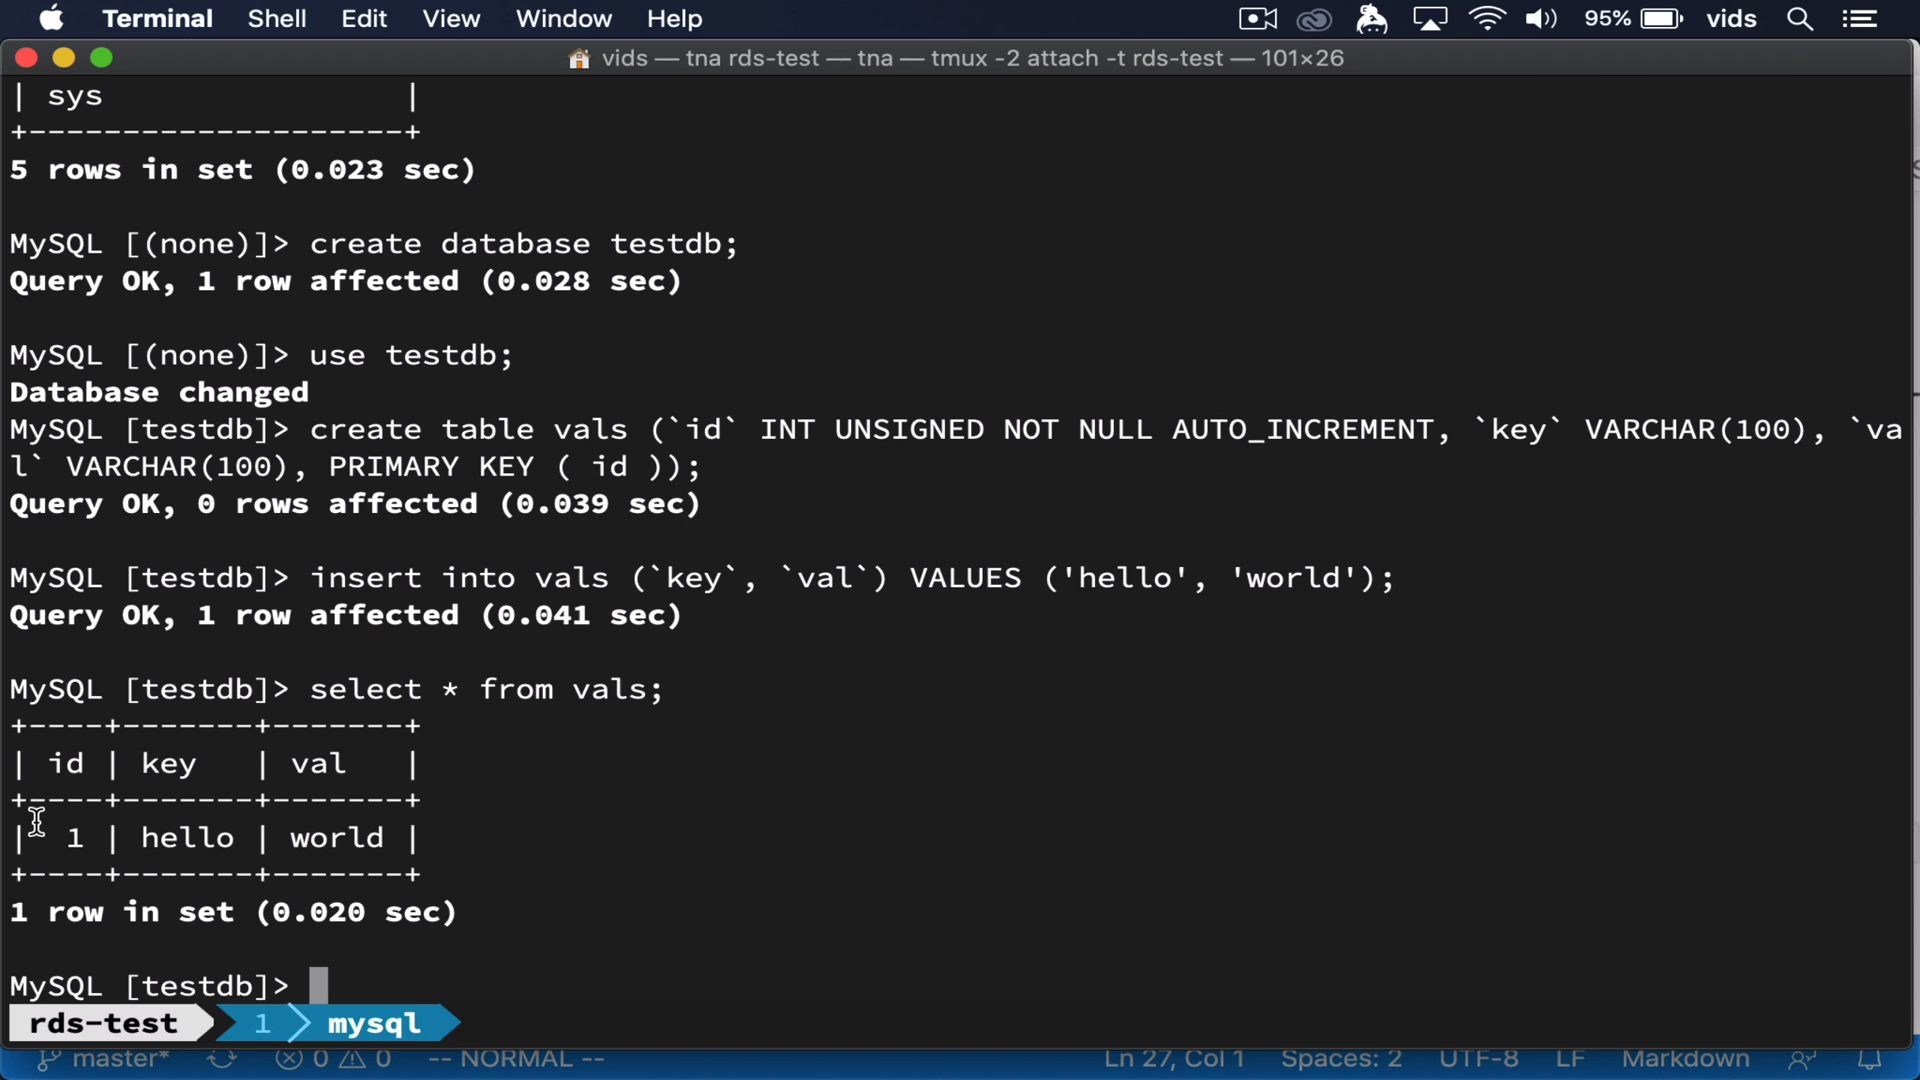 Terminal Shell Edit View Window Help 95% vids
vids — tna rds-test — tna — tmux -2 attach -t rds-test — 101×26
| sys                |
+--------------------+
5 rows in set (0.023 sec)
MySQL [(none)]> create database testdb;
Query OK, 1 row affected (0.028 sec)
MySQL [(none)]> use testdb;
Database changed
MySQL [testdb]> create table vals (`id` INT UNSIGNED NOT NULL AUTO_INCREMENT, `key` VARCHAR(100), `va
l` VARCHAR(100), PRIMARY KEY ( id ));
Query OK, 0 rows affected (0.039 sec)
MySQL [testdb]> insert into vals (`key`, `val`) VALUES ('hello', 'world');
Query OK, 1 row affected (0.041 sec)
MySQL [testdb]> select * from vals;
+----+-------+-------+
| id | key   | val   |
+----+-------+-------+
|  1 | hello | world |
+----+-------+-------+
1 row in set (0.020 sec)
MySQL [testdb]>
rds-test 1 mysql
master* 0 0 -- NORMAL -- Ln 27, Col 1 Spaces: 2 UTF-8 LF Markdown